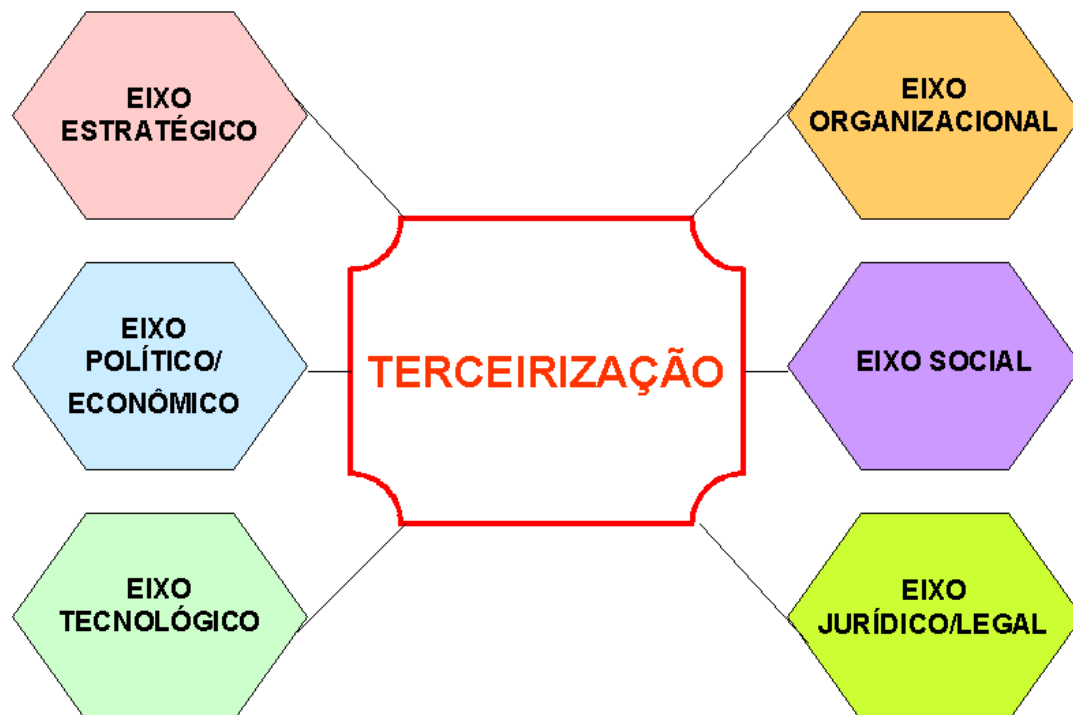 EIXO
ESTRATÉGICO
EIXO
POLÍTICO/
ECONÔMICO
EIXO
TECNOLÓGICO
TERCEIRIZAÇÃO
EIXO
ORGANIZACIONAL
EIXO SOCIAL
EIXO
JURÍDICO/LEGAL